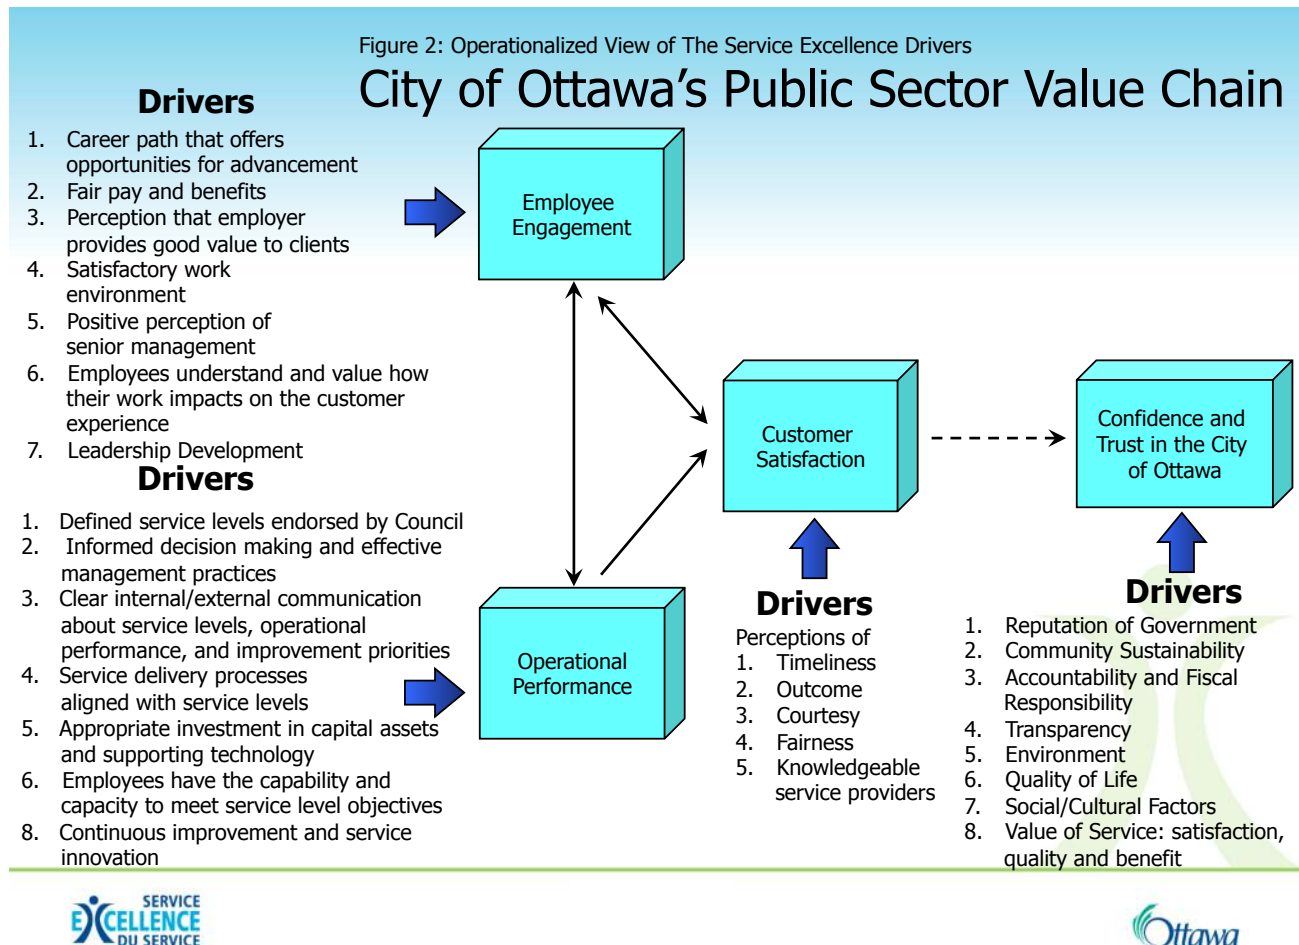 Figure 2: Operationalized View of The Service Excellence Drivers
City of Ottawa's Public Sector Value Chain
Drivers
1. Career path that offers
opportunities for advancement
2. Fair pay and benefits
3. Perception that employer
provides good value to clients
4. Satisfactory work
environment
5. Positive perception of
senior management
6. Employees understand and value how
their work impacts on the customer
experience
7. Leadership Development
Employee
Engagement
Drivers
1. Defined service levels endorsed by Council
2. Informed decision making and effective
management practices
3. Clear internal/external communication
about service levels, operational
performance, and improvement priorities
4. Service delivery processes
aligned with service levels
5. Appropriate investment in capital assets
and supporting technology
6. Employees have the capability and
capacity to meet service level objectives
8. Continuous improvement and service
innovation
Operational
Performance
Customer
Satisfaction
Drivers
Perceptions of
1. Timeliness
2. Outcome
3. Courtesy
4. Fairness
5. Knowledgeable
service providers
Confidence and
Trust in the City
of Ottawa
Drivers
1. Reputation of Government
2. Community Sustainability
3. Accountability and Fiscal
Responsibility
4. Transparency
5. Environment
6. Quality of Life
7. Social/Cultural Factors
8. Value of Service: satisfaction,
quality and benefit
SERVICE
EXCELLENCE
DU SERVICE
Ottawa